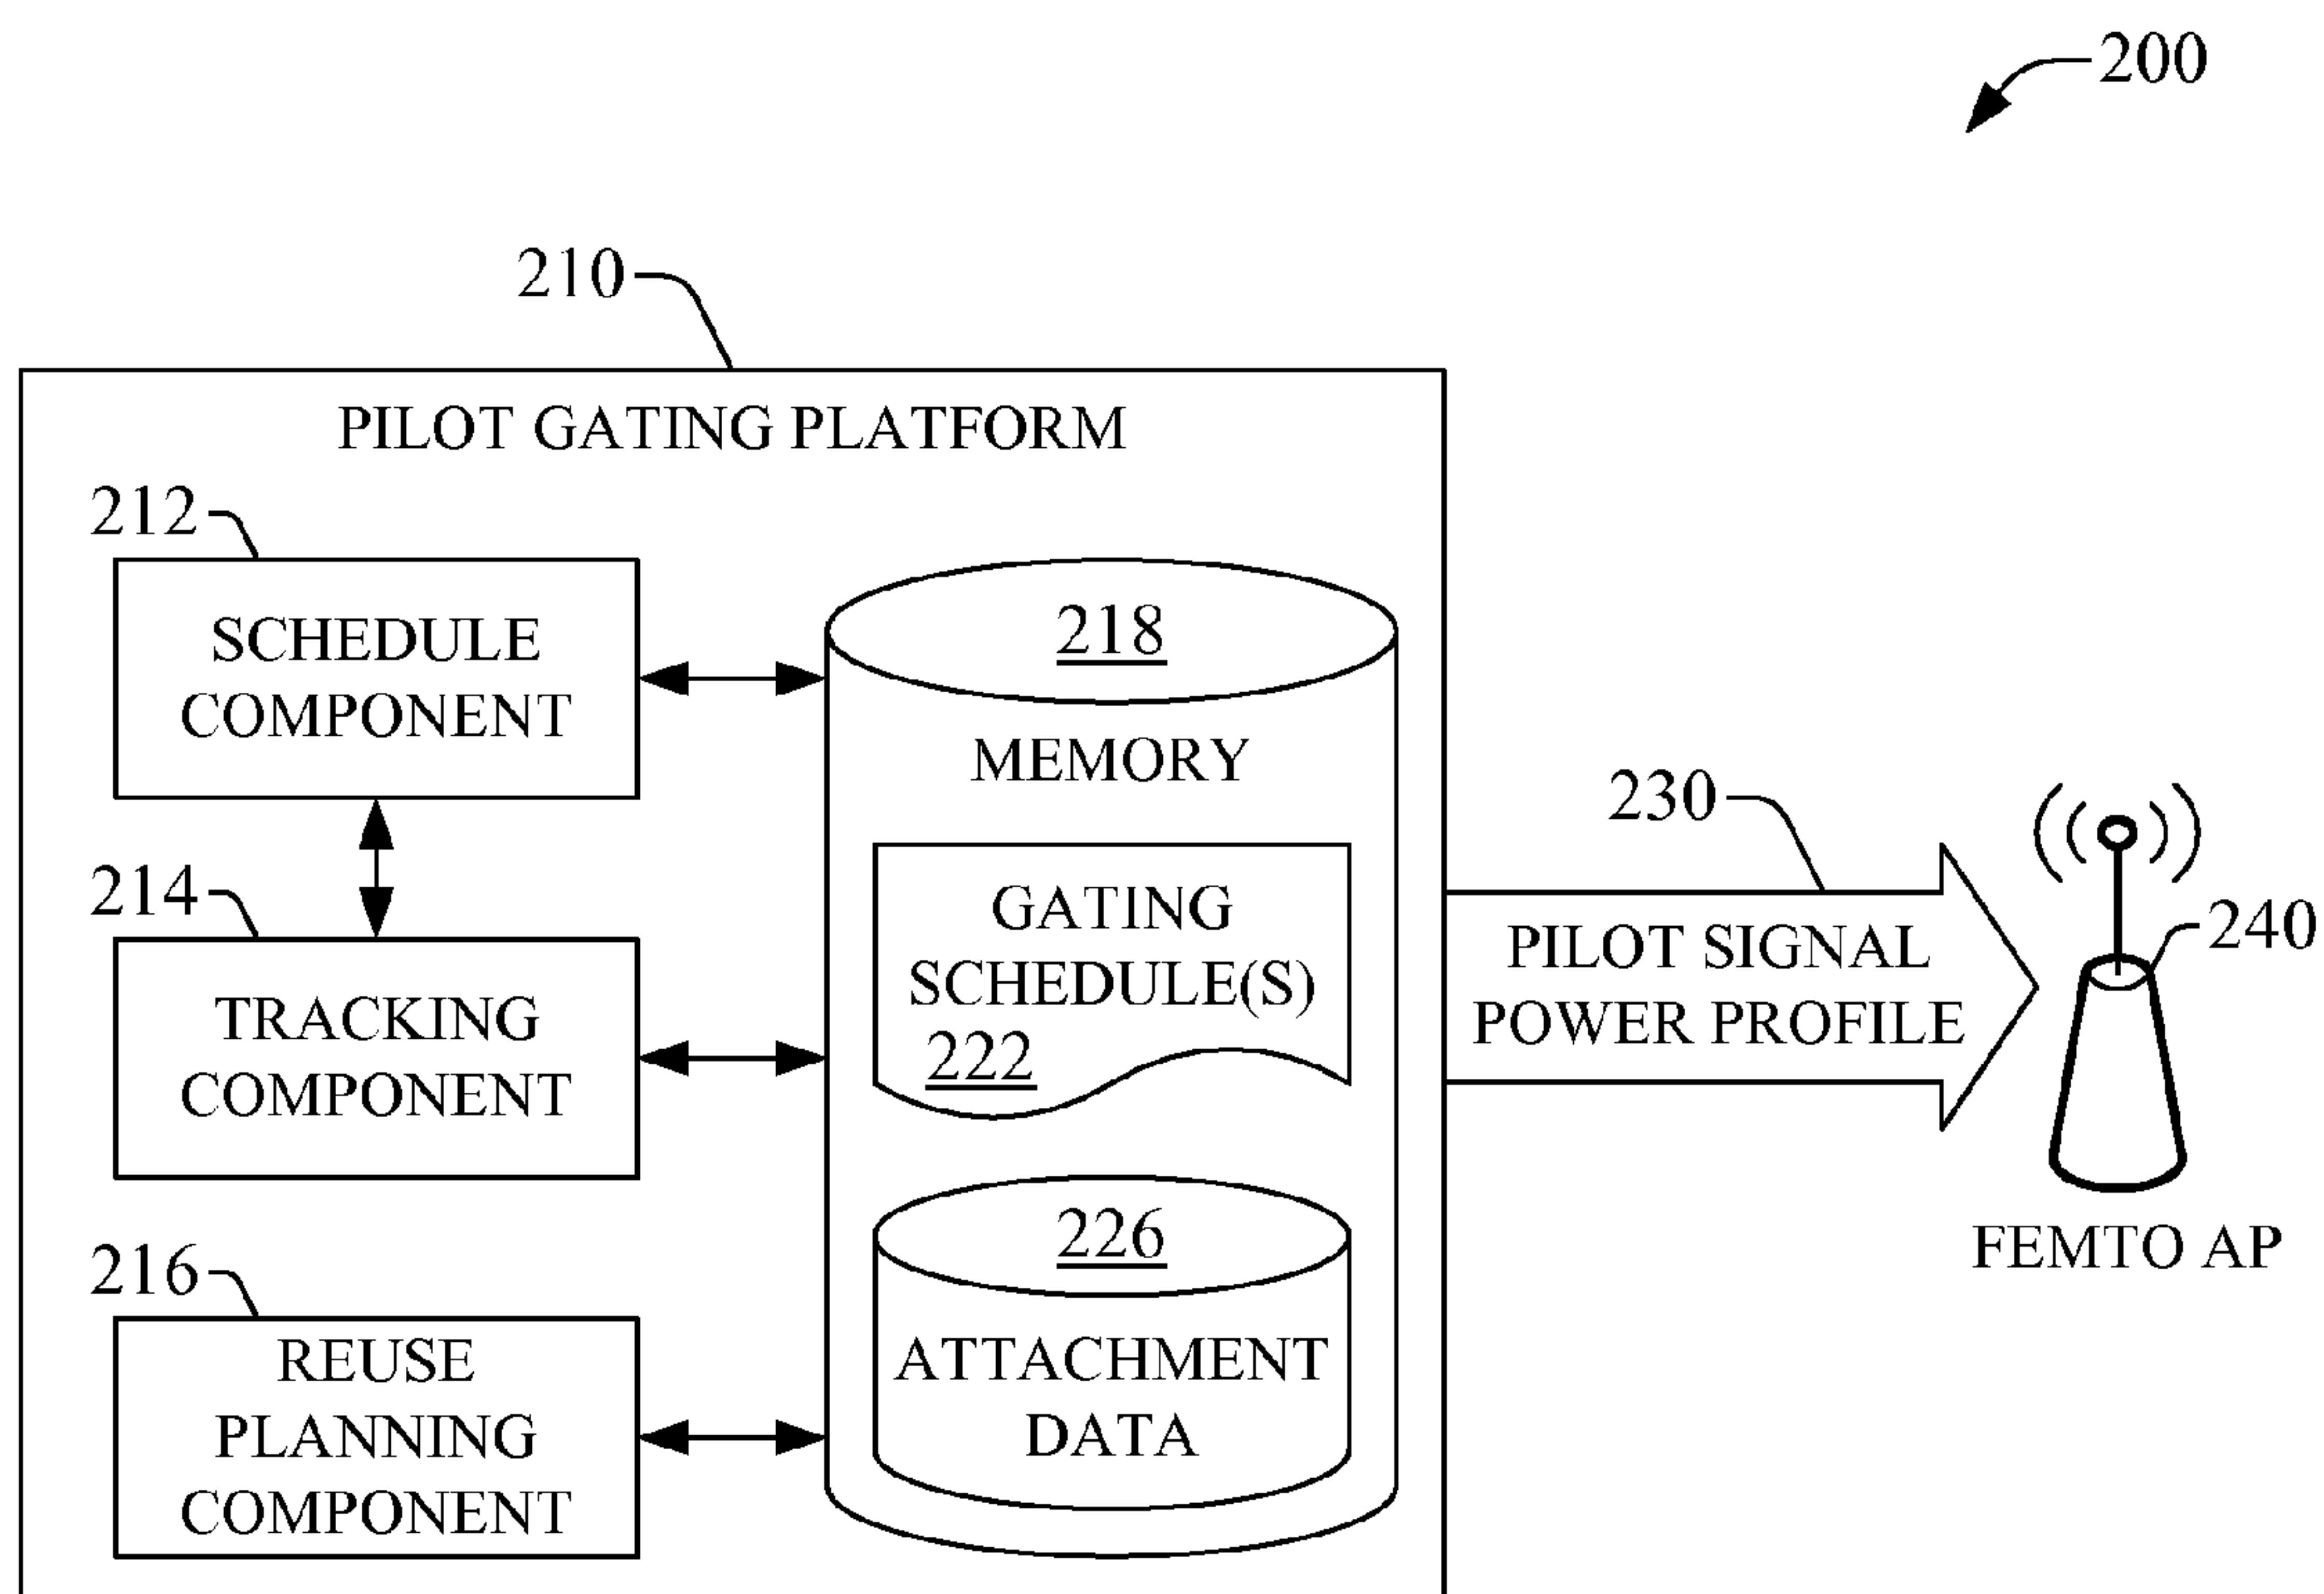 200
210
PILOT GATING PLATFORM
212
SCHEDULE
COMPONENT
214
TRACKING
COMPONENT
216
REUSE
PLANNING
COMPONENT
218
MEMORY
GATING
SCHEDULE(S)
222
226
ATTACHMENT
DATA
230
PILOT SIGNAL
POWER PROFILE
240
FEMTO AP